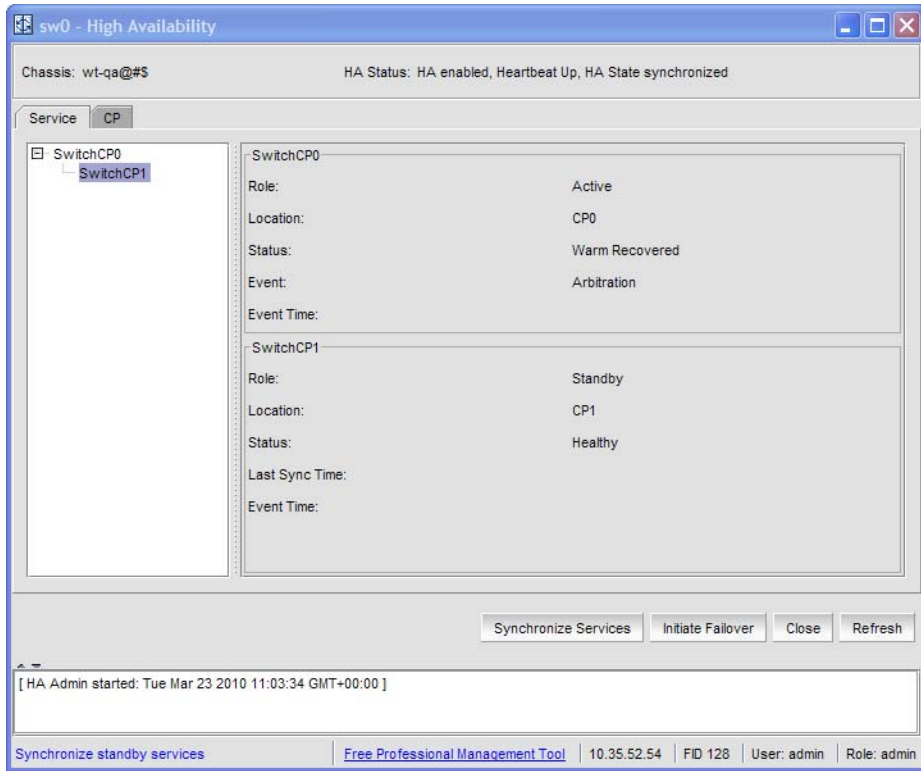 sw0 - High Availability
Chassis: wt-qa@#$ HA Status: HA enabled, Heartbeat Up, HA State synchronized
Service CP
SwitchCP0
SwitchCP1
SwitchCP0
Role: Active
Location: CP0
Status: Warm Recovered
Event: Arbitration
Event Time:
SwitchCP1
Role: Standby
Location: CP1
Status: Healthy
Last Sync Time:
Event Time:
Synchronize Services Initiate Failover Close Refresh
[ HA Admin started: Tue Mar 23 2010 11:03:34 GMT+00:00 ]
Synchronize standby services Free Professional Management Tool 10.35.52.54 FID 128 User: admin Role: admin